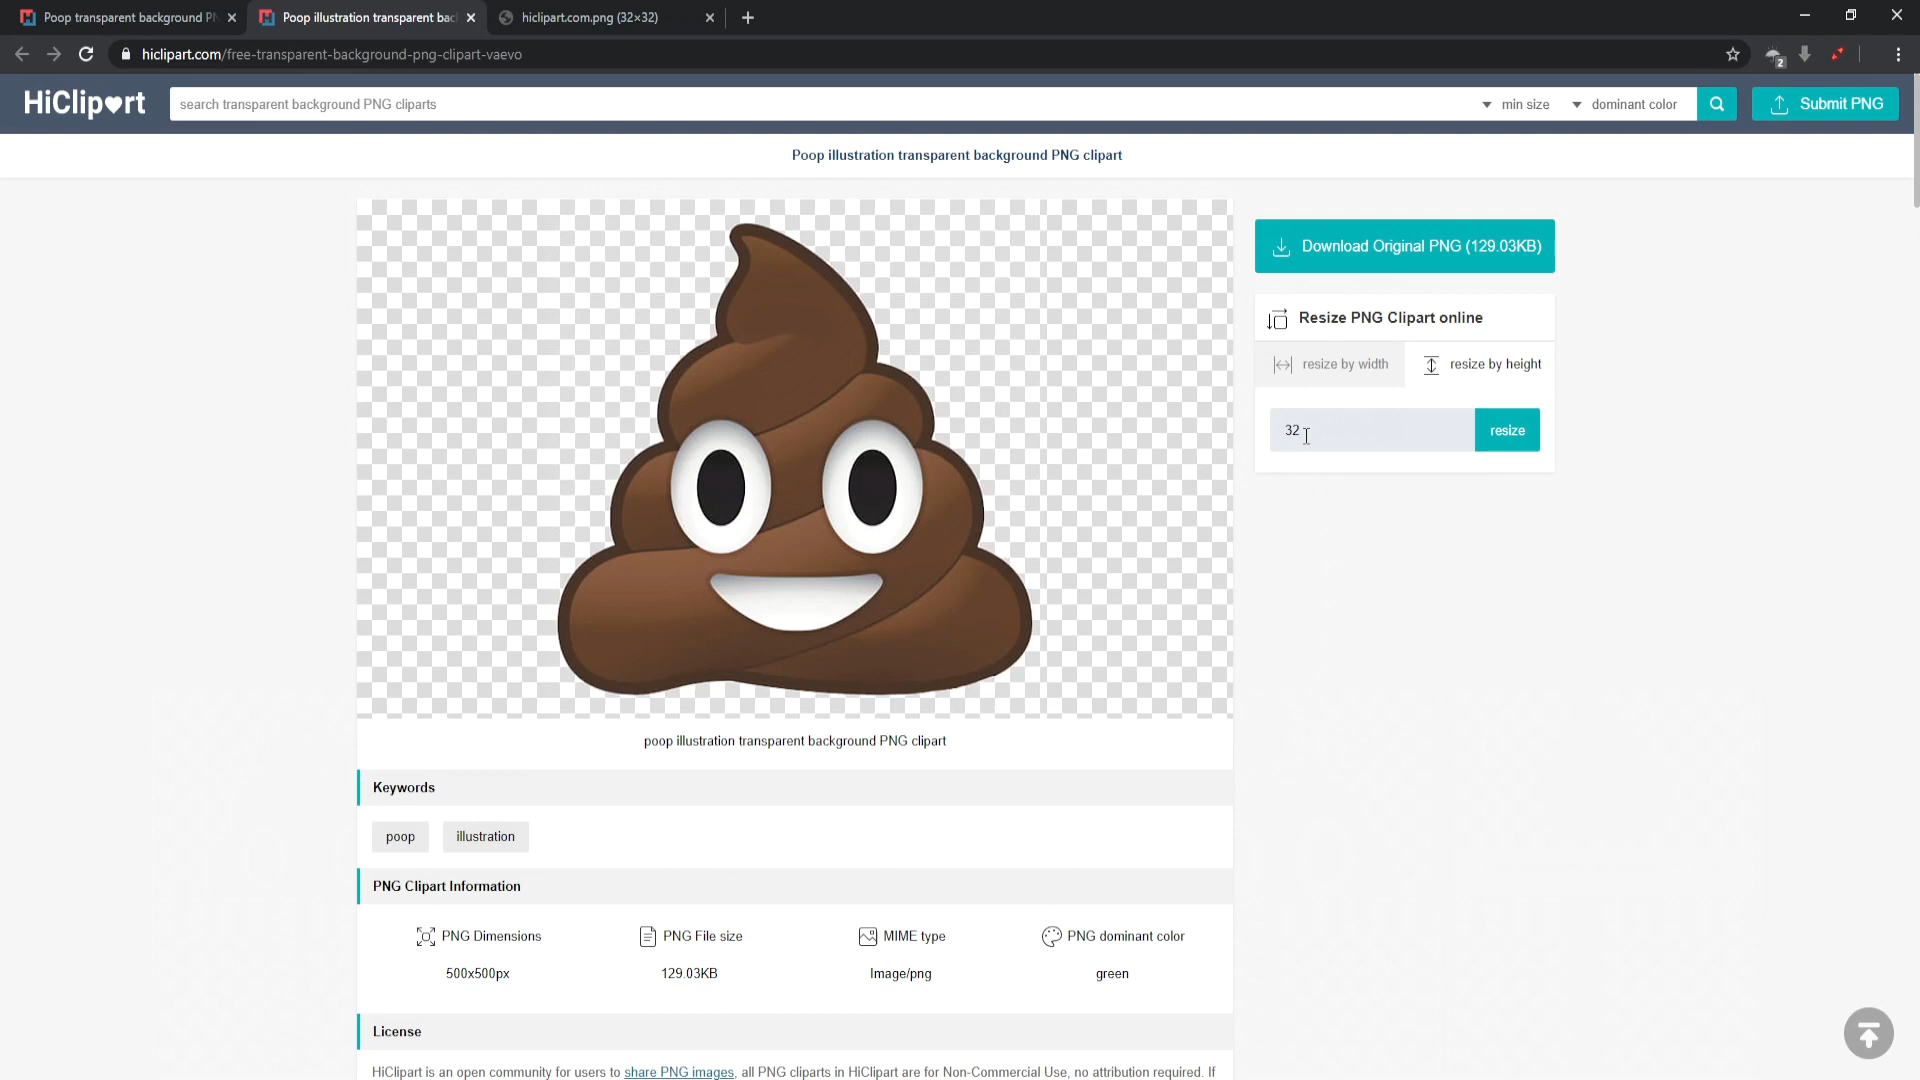 Poop transparent background PN
Poop illustration transparent bac
hiclipart.com.png (32×32)
hiclipart.com/free-transparent-background-png-clipart-vaevo
2
HiClipart
search transparent background PNG cliparts
min size
dominant color
Submit PNG
Poop illustration transparent background PNG clipart
Download Original PNG (129.03KB)
Resize PNG Clipart online
resize by width
resize by height
32
resize
poop illustration transparent background PNG clipart
Keywords
poop
illustration
PNG Clipart Information
PNG Dimensions
PNG File size
MIME type
PNG dominant color
500x500px
129.03KB
Image/png
green
License
HiClipart is an open community for users to share PNG images, all PNG cliparts in HiClipart are for Non-Commercial Use, no attribution required. If